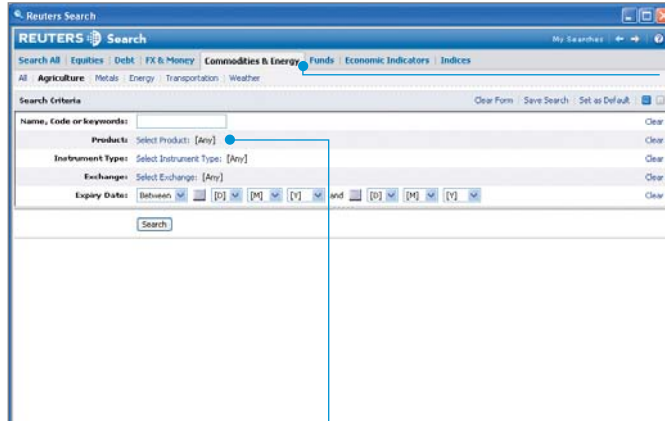 Reuters Search
REUTERS Search My Searches
Search All Equities Debt FX & Money Commodities & Energy Funds Economic Indicators Indices
All Agriculture Metals Energy Transportation Weather
Search Criteria Clear Form Save Search Set as Default
Name, Code or keywords: Clear
Product: Select Product: [Any] Clear
Instrument Type: Select Instrument Type: [Any] Clear
Exchange: Select Exchange: [Any] Clear
Expiry Date: Between [D] [M] [Y] and [D] [M] [Y] Clear
Search